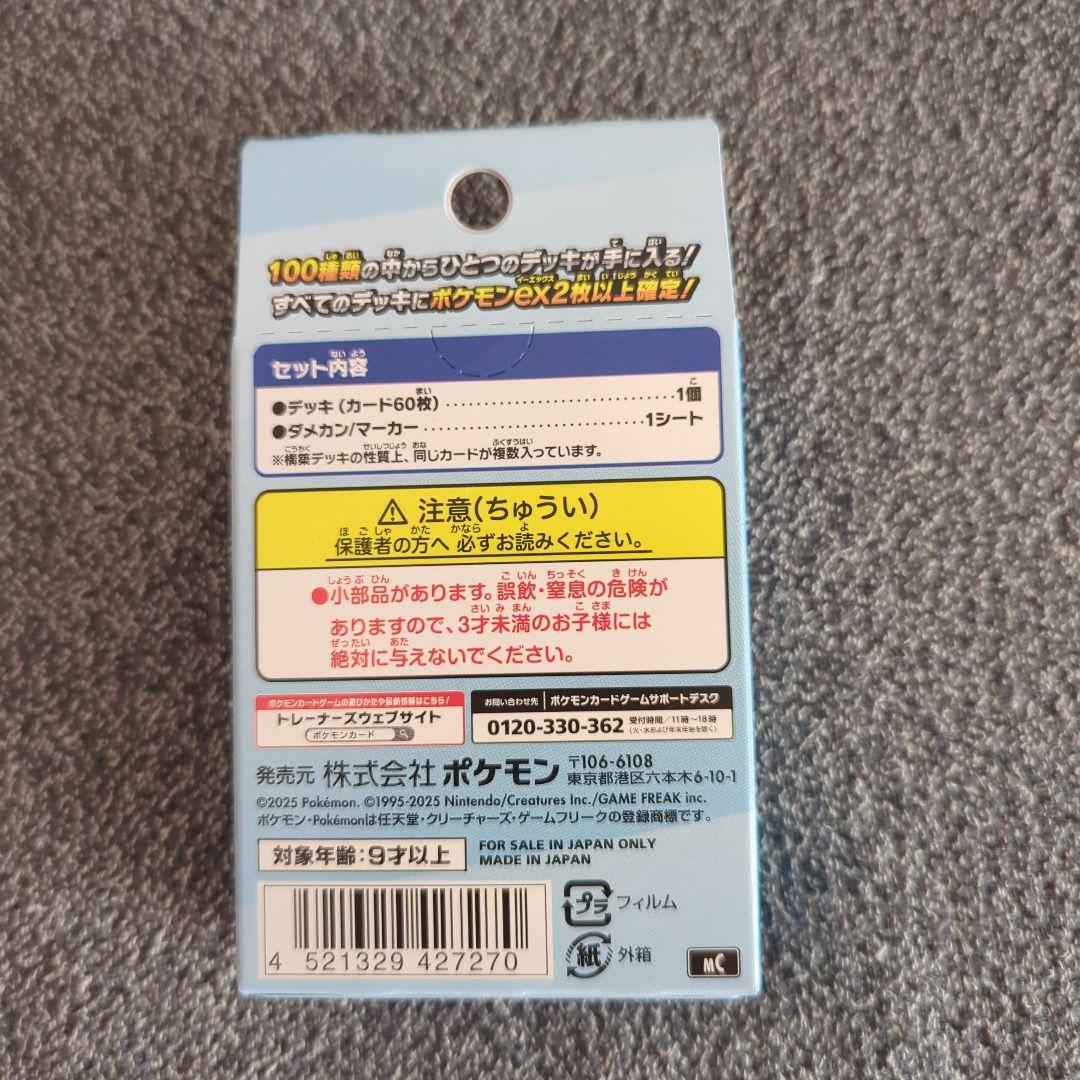 100種類の中からひとつのデッキが手に入る!
すべてのデッキにポケモンex2枚以上確定!
セット内容
●デッキ(カード60枚)……………………1個
●ダメカン/マーカー……………………1シート
※構築デッキの性質上、同じカードが複数入っています。
⚠ 注意(ちゅうい)
保護者の方へ 必ずお読みください。
●小部品があります。誤飲・窒息の危険が
ありますので、3才未満のお子様には
絶対に与えないでください。
ポケモンカードゲームの遊びかたや最新情報はこちら!
トレーナーズウェブサイト
ポケモンカード
お問い合わせ先 ポケモンカードゲームサポートデスク
0120-330-362 受付時間/11時~18時
(火・水および年末年始を除く)
発売元 株式会社 ポケモン 〒106-6108
東京都港区六本木6-10-1
©2025 Pokémon. ©1995-2025 Nintendo/Creatures Inc./GAME FREAK inc.
ポケモン・Pokémonは任天堂・クリーチャーズ・ゲームフリークの登録商標です。
対象年齢:9才以上
FOR SALE IN JAPAN ONLY
MADE IN JAPAN
4 521329 427270
プラ フィルム
紙 外箱
MC